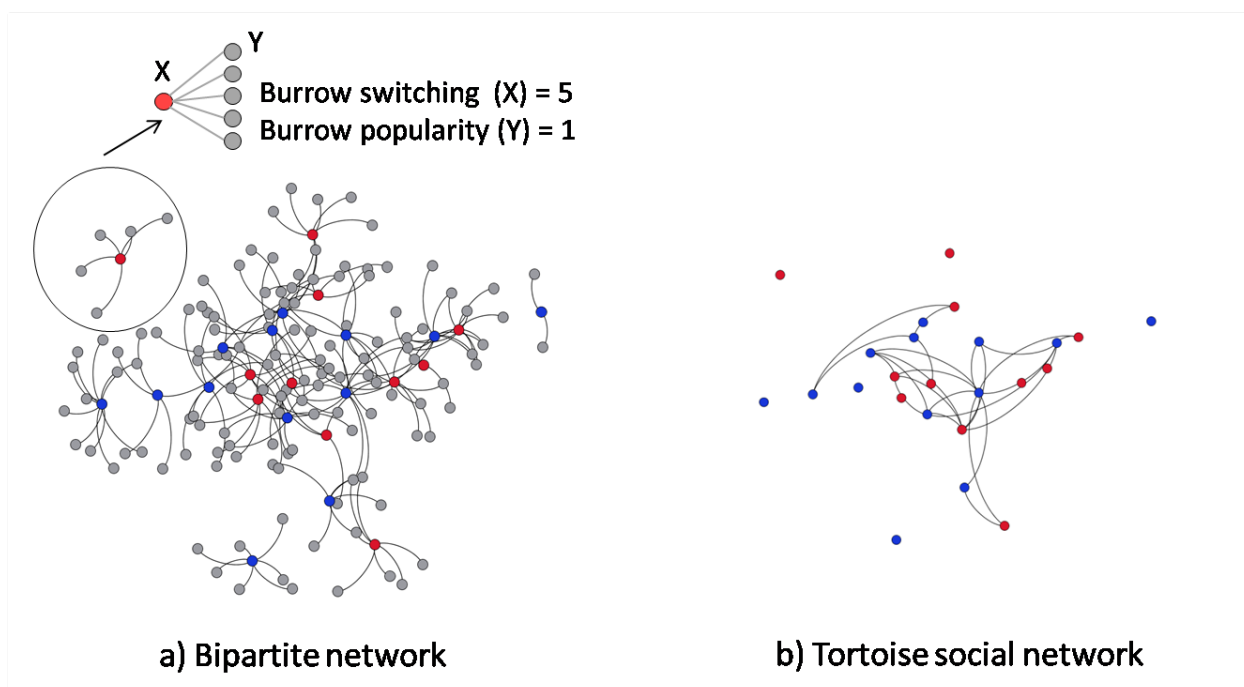 Y
X
Burrow switching (X) = 5
Burrow popularity (Y) = 1
a) Bipartite network
b) Tortoise social network